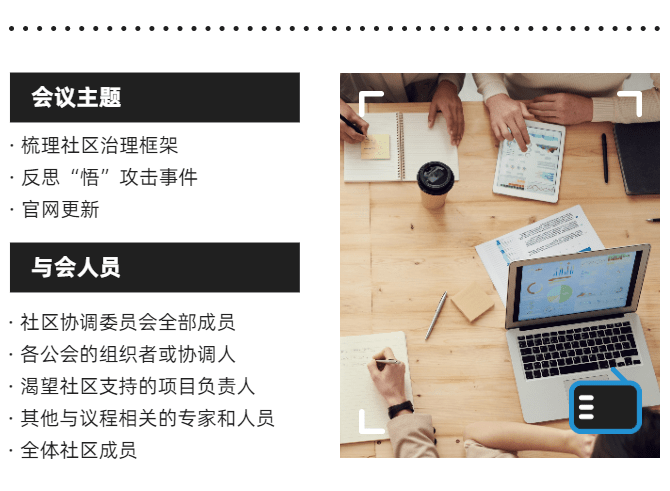 会议主题
· 梳理社区治理框架
· 反思“悟”攻击事件
· 官网更新
与会人员
· 社区协调委员会全部成员
· 各公会的组织者或协调人
· 渴望社区支持的项目负责人
· 其他与议程相关的专家和人员
· 全体社区成员